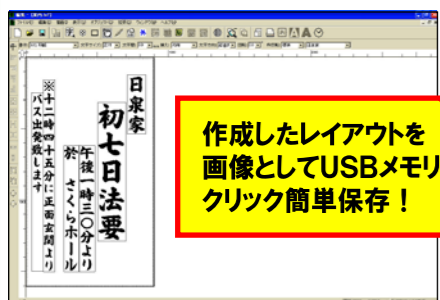 日泉家
初七日法要
午後一時三〇分より
於 さくらホール
※十二時四十五分に正面玄関より
バス出発致します
作成したレイアウトを
画像としてUSBメモリ
クリック簡単保存！